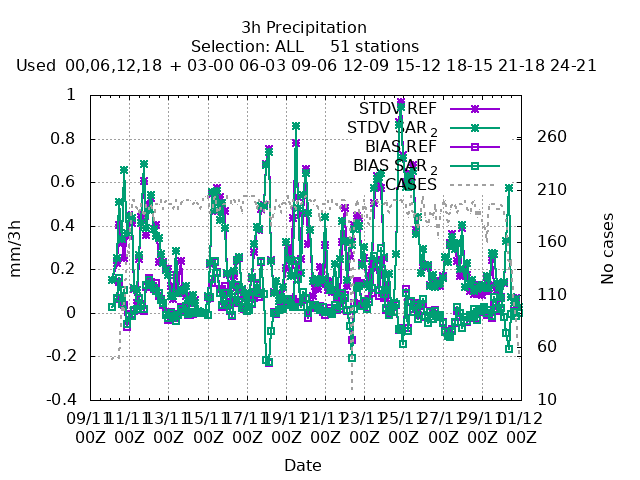 3h Precipitation
Selection: ALL 51 stations
Used 00,06,12,18 + 03-00 06-03 09-06 12-09 15-12 18-15 21-18 24-21
STDV REF
STDV SAR_2
BIAS REF
BIAS SAR_2
CASES
1
0.8
0.6
0.4
0.2
0
-0.2
-0.4
mm/3h
260
210
160
110
60
10
No cases
09/11 11/11 13/11 15/11 17/11 19/11 21/11 23/11 25/11 27/11 29/11 01/12
00Z 00Z 00Z 00Z 00Z 00Z 00Z 00Z 00Z 00Z 00Z 00Z
Date